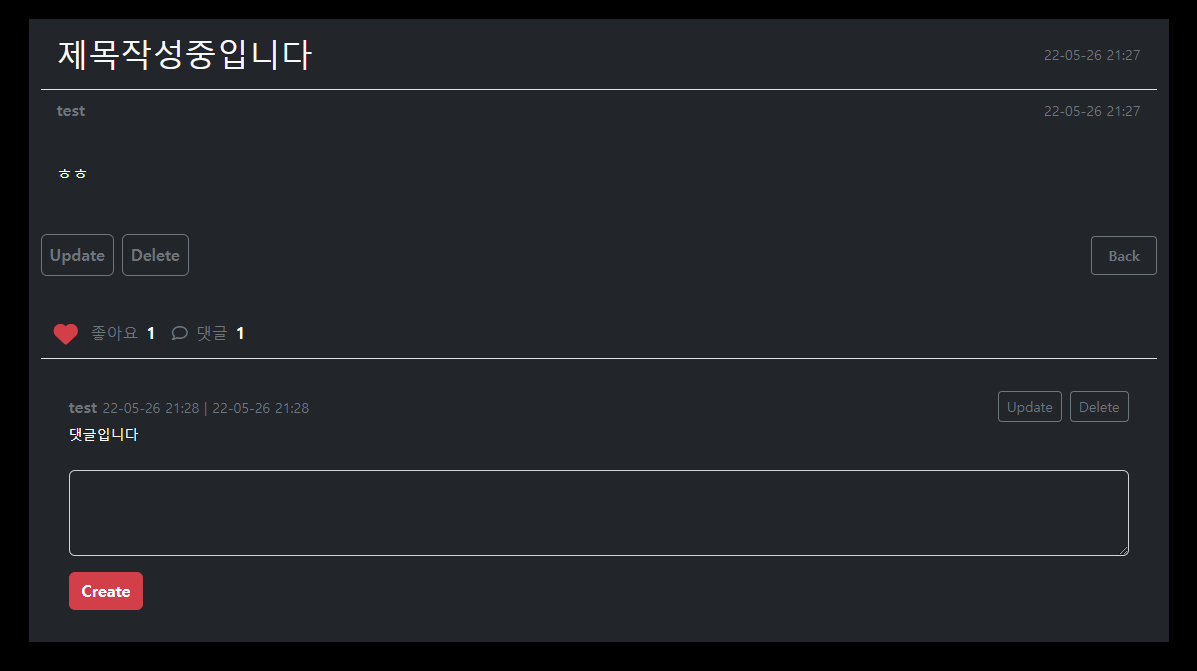 제목작성중입니다 22-05-26 21:27
test 22-05-26 21:27
ㅎㅎ
Update Delete Back
좋아요 1 댓글 1
test 22-05-26 21:28 | 22-05-26 21:28 Update Delete
댓글입니다
Create